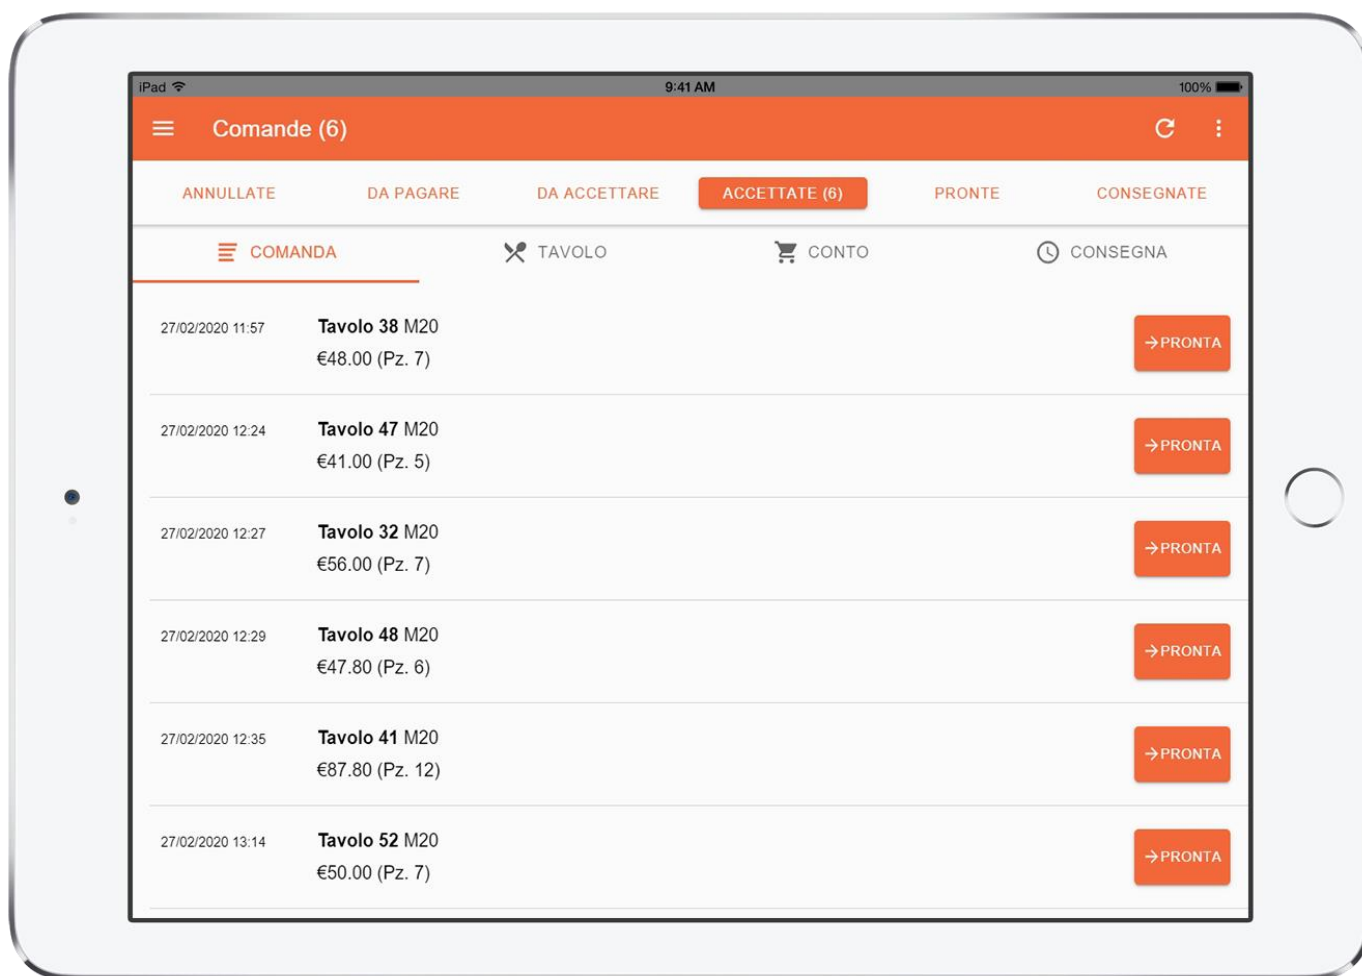 iPad 9:41 AM 100%
Comande (6)
ANNULLATE DA PAGARE DA ACCETTARE ACCETTATE (6) PRONTE CONSEGNATE
COMANDA TAVOLO CONTO CONSEGNA
27/02/2020 11:57 Tavolo 38 M20
€48.00 (Pz. 7)
→PRONTA
27/02/2020 12:24 Tavolo 47 M20
€41.00 (Pz. 5)
→PRONTA
27/02/2020 12:27 Tavolo 32 M20
€56.00 (Pz. 7)
→PRONTA
27/02/2020 12:29 Tavolo 48 M20
€47.80 (Pz. 6)
→PRONTA
27/02/2020 12:35 Tavolo 41 M20
€87.80 (Pz. 12)
→PRONTA
27/02/2020 13:14 Tavolo 52 M20
€50.00 (Pz. 7)
→PRONTA